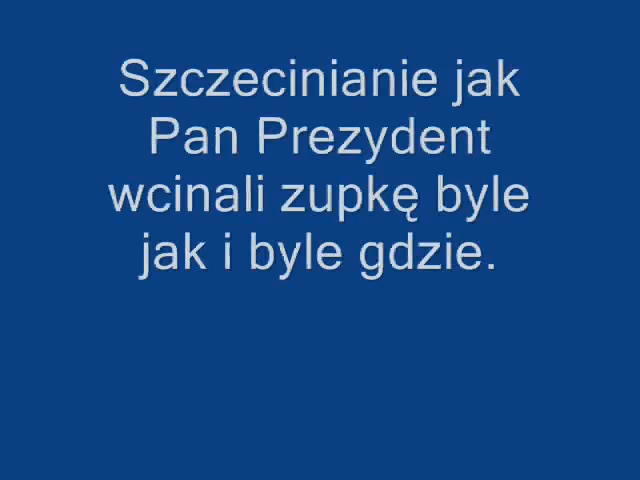 Szczecinianie jak
Pan Prezydent
wcinali zupkę byle
jak i byle gdzie.